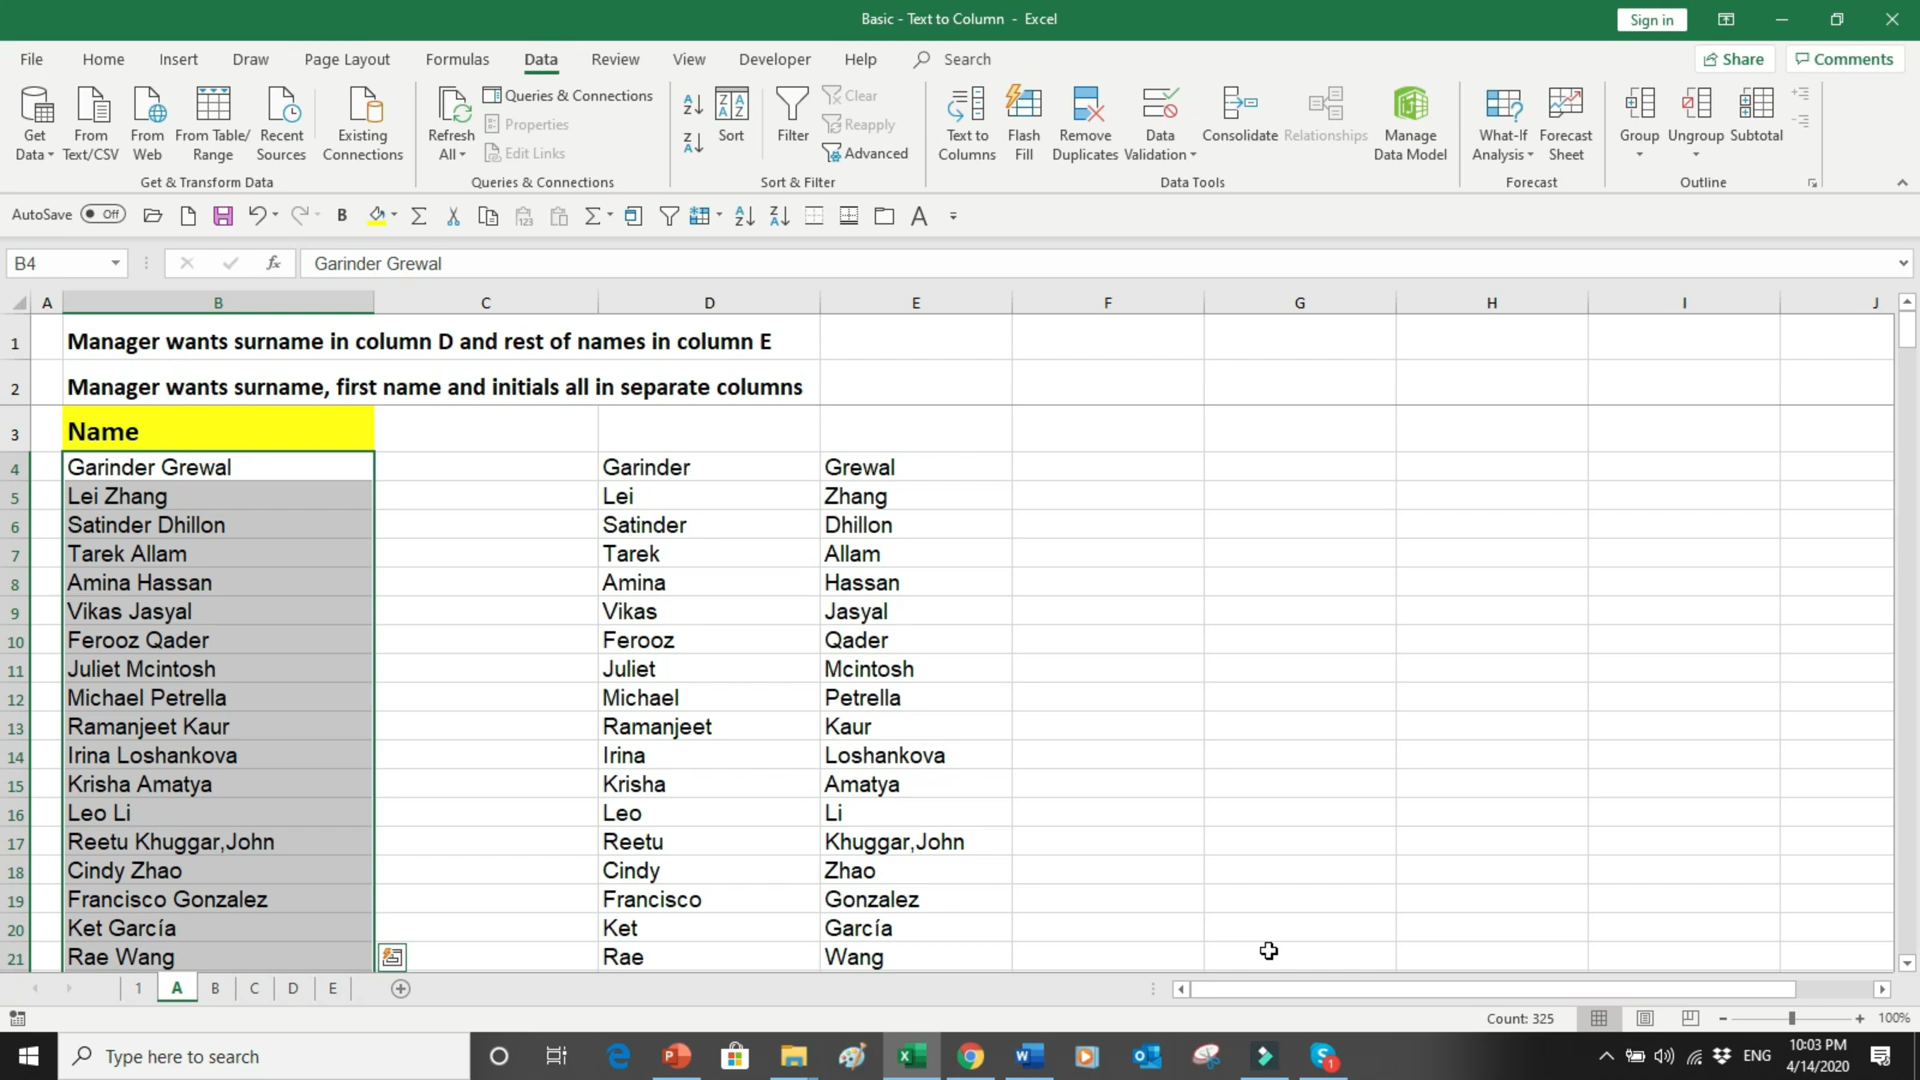 Basic - Text to Column - Excel
Sign in
File Home Insert Draw Page Layout Formulas Data Review View Developer Help Search Share Comments
Get Data From Text/CSV From Web From Table/ Range Recent Sources Existing Connections
Get & Transform Data
Refresh All Queries & Connections Properties Edit Links
Queries & Connections
Sort Filter Clear Reapply Advanced
Sort & Filter
Text to Columns Flash Fill Remove Duplicates Data Validation Consolidate Relationships Manage Data Model
Data Tools
What-If Analysis Forecast Sheet
Forecast
Group Ungroup Subtotal
Outline
AutoSave Off
B4 fx Garinder Grewal
A B C D E F G H I J
1 Manager wants surname in column D and rest of names in column E
2 Manager wants surname, first name and initials all in separate columns
3 Name
4 Garinder Grewal Garinder Grewal
5 Lei Zhang Lei Zhang
6 Satinder Dhillon Satinder Dhillon
7 Tarek Allam Tarek Allam
8 Amina Hassan Amina Hassan
9 Vikas Jasyal Vikas Jasyal
10 Ferooz Qader Ferooz Qader
11 Juliet Mcintosh Juliet Mcintosh
12 Michael Petrella Michael Petrella
13 Ramanjeet Kaur Ramanjeet Kaur
14 Irina Loshankova Irina Loshankova
15 Krisha Amatya Krisha Amatya
16 Leo Li Leo Li
17 Reetu Khuggar,John Reetu Khuggar,John
18 Cindy Zhao Cindy Zhao
19 Francisco Gonzalez Francisco Gonzalez
20 Ket García Ket García
21 Rae Wang Rae Wang
1 A B C D E
Count: 325 100%
Type here to search
ENG
10:03 PM
4/14/2020